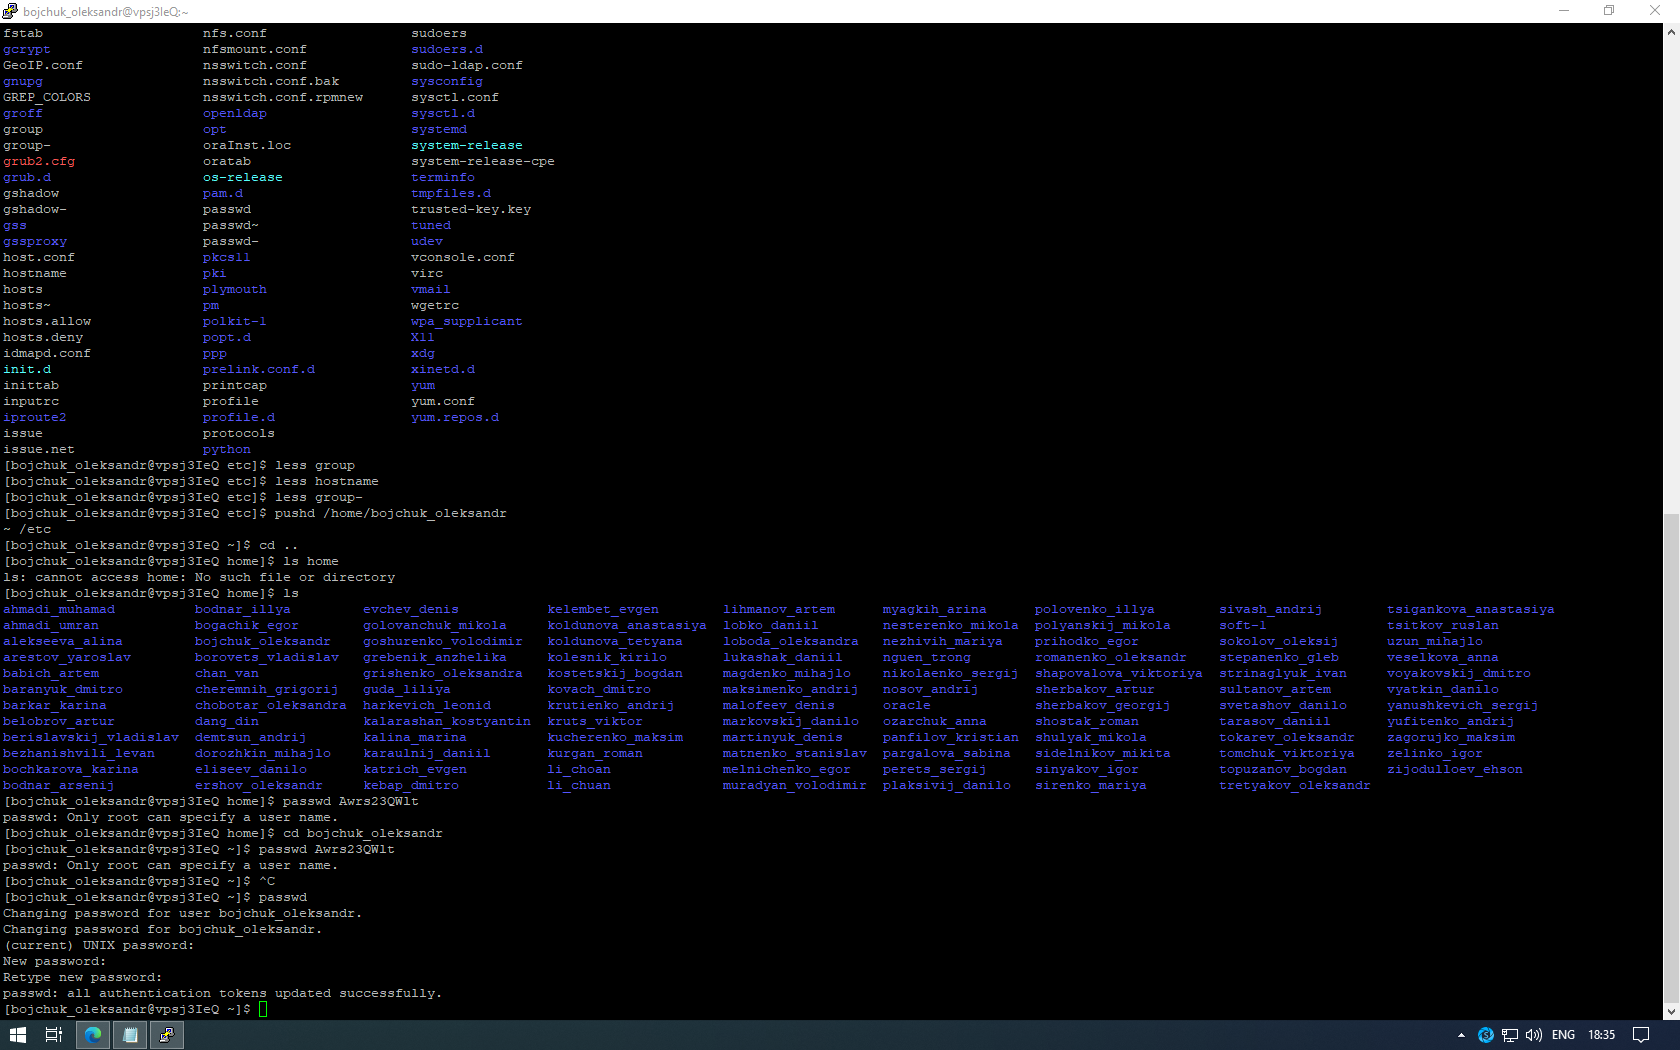 bojchuk_oleksandr@vpsj3IeQ:~
fstab nfs.conf sudoers
gcrypt nfsmount.conf sudoers.d
GeoIP.conf nsswitch.conf sudo-ldap.conf
gnupg nsswitch.conf.bak sysconfig
GREP_COLORS nsswitch.conf.rpmnew sysctl.conf
groff openldap sysctl.d
group opt systemd
group- oraInst.loc system-release
grub2.cfg oratab system-release-cpe
grub.d os-release terminfo
gshadow pam.d tmpfiles.d
gshadow- passwd trusted-key.key
gss passwd~ tuned
gssproxy passwd- udev
host.conf pkcs11 vconsole.conf
hostname pki virc
hosts plymouth vmail
hosts~ pm wgetrc
hosts.allow polkit-1 wpa_supplicant
hosts.deny popt.d X11
idmapd.conf ppp xdg
init.d prelink.conf.d xinetd.d
inittab printcap yum
inputrc profile yum.conf
iproute2 profile.d yum.repos.d
issue protocols
issue.net python
[bojchuk_oleksandr@vpsj3IeQ etc]$ less group
[bojchuk_oleksandr@vpsj3IeQ etc]$ less hostname
[bojchuk_oleksandr@vpsj3IeQ etc]$ less group-
[bojchuk_oleksandr@vpsj3IeQ etc]$ pushd /home/bojchuk_oleksandr
~ /etc
[bojchuk_oleksandr@vpsj3IeQ ~]$ cd ..
[bojchuk_oleksandr@vpsj3IeQ home]$ ls home
ls: cannot access home: No such file or directory
[bojchuk_oleksandr@vpsj3IeQ home]$ ls
ahmadi_muhamad bodnar_illya evchev_denis kelembet_evgen lihmanov_artem myagkih_arina polovenko_illya sivash_andrij tsigankova_anastasiya
ahmadi_umran bogachik_egor golovanchuk_mikola koldunova_anastasiya lobko_daniil nesterenko_mikola polyanskij_mikola soft-1 tsitkov_ruslan
alekseeva_alina bojchuk_oleksandr goshurenko_volodimir koldunova_tetyana loboda_oleksandra nezhivih_mariya prihodko_egor sokolov_oleksij uzun_mihajlo
arestov_yaroslav borovets_vladislav grebenik_anzhelika kolesnik_kirilo lukashak_daniil nguen_trong romanenko_oleksandr stepanenko_gleb veselkova_anna
babich_artem chan_van grishenko_oleksandra kostetskij_bogdan magdenko_mihajlo nikolaenko_sergij shapovalova_viktoriya strinaglyuk_ivan voyakovskij_dmitro
baranyuk_dmitro cheremnih_grigorij guda_liliya kovach_dmitro maksimenko_andrij nosov_andrij sherbakov_artur sultanov_artem vyatkin_danilo
barkar_karina chobotar_oleksandra harkevich_leonid krutienko_andrij malofeev_denis oracle sherbakov_georgij svetashov_danilo yanushkevich_sergij
belobrov_artur dang_din kalarashan_kostyantin kruts_viktor markovskij_danilo ozarchuk_anna shostak_roman tarasov_daniil yufitenko_andrij
berislavskij_vladislav demtsun_andrij kalina_marina kucherenko_maksim martinyuk_denis panfilov_kristian shulyak_mikola tokarev_oleksandr zagorujko_maksim
bezhanishvili_levan dorozhkin_mihajlo karaulnij_daniil kurgan_roman matnenko_stanislav pargalova_sabina sidelnikov_mikita tomchuk_viktoriya zelinko_igor
bochkarova_karina eliseev_danilo katrich_evgen li_choan melnichenko_egor perets_sergij sinyakov_igor topuzanov_bogdan zijodulloev_ehson
bodnar_arsenij ershov_oleksandr kebap_dmitro li_chuan muradyan_volodimir plaksivij_danilo sirenko_mariya tretyakov_oleksandr
[bojchuk_oleksandr@vpsj3IeQ home]$ passwd Awrs23QWlt
passwd: Only root can specify a user name.
[bojchuk_oleksandr@vpsj3IeQ home]$ cd bojchuk_oleksandr
[bojchuk_oleksandr@vpsj3IeQ ~]$ passwd Awrs23QWlt
passwd: Only root can specify a user name.
[bojchuk_oleksandr@vpsj3IeQ ~]$ ^C
[bojchuk_oleksandr@vpsj3IeQ ~]$ passwd
Changing password for user bojchuk_oleksandr.
Changing password for bojchuk_oleksandr.
(current) UNIX password:
New password:
Retype new password:
passwd: all authentication tokens updated successfully.
[bojchuk_oleksandr@vpsj3IeQ ~]$
ENG 18:35